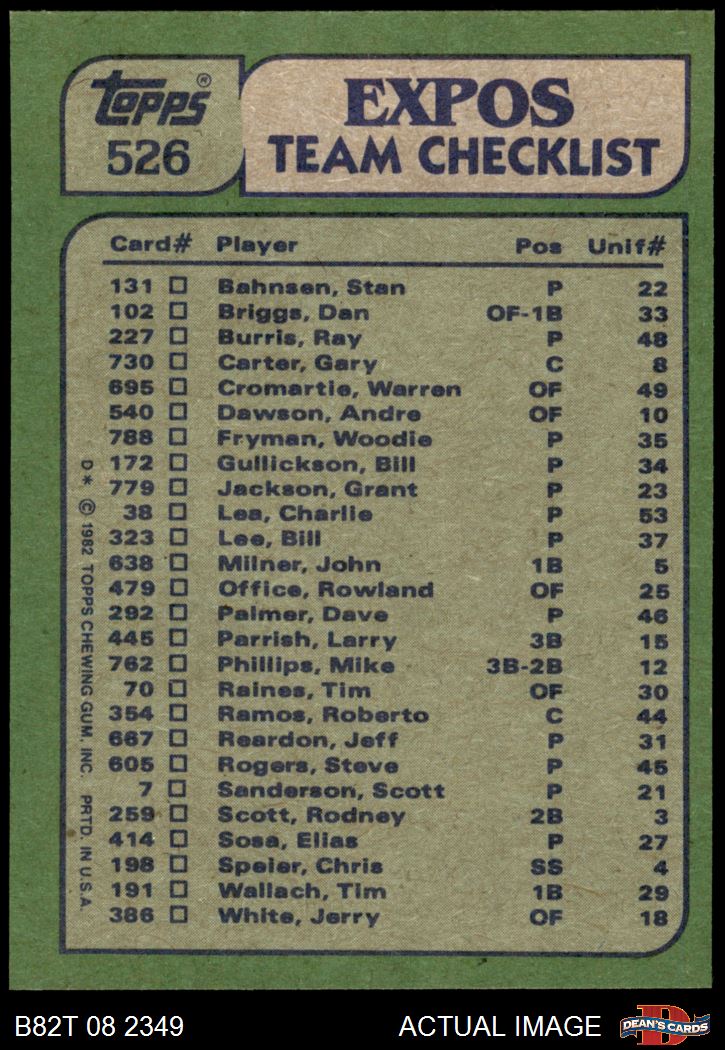 topps®
526
EXPOS
TEAM CHECKLIST
Card# Player Pos Unif#
131 Bahnsen, Stan P 22
102 Briggs, Dan OF-1B 33
227 Burris, Ray P 48
730 Carter, Gary C 8
695 Cromartie, Warren OF 49
540 Dawson, Andre OF 10
788 Fryman, Woodie P 35
172 Gullickson, Bill P 34
779 Jackson, Grant P 23
38 Lea, Charlie P 53
323 Lee, Bill P 37
638 Milner, John 1B 5
479 Office, Rowland OF 25
292 Palmer, Dave P 46
445 Parrish, Larry 3B 15
762 Phillips, Mike 3B-2B 12
70 Raines, Tim OF 30
354 Ramos, Roberto C 44
667 Reardon, Jeff P 31
605 Rogers, Steve P 45
7 Sanderson, Scott P 21
259 Scott, Rodney 2B 3
414 Sosa, Elias P 27
198 Speier, Chris SS 4
191 Wallach, Tim 1B 29
386 White, Jerry OF 18
D* © 1982 TOPPS CHEWING GUM, INC. PRTD. IN U.S.A.
B82T 08 2349 ACTUAL IMAGE
D
DEAN'S CARDS